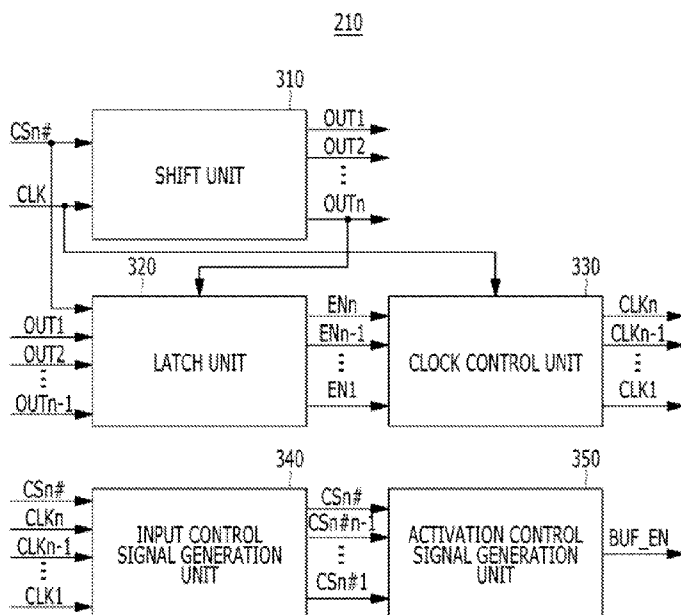 210
310
CSn#
CLK
SHIFT UNIT
OUT1
OUT2
OUTn
320
330
OUT1
OUT2
OUTn-1
LATCH UNIT
ENn
ENn-1
EN1
CLOCK CONTROL UNIT
CLKn
CLKn-1
CLK1
340
350
CSn#
CLKn
CLKn-1
CLK1
INPUT CONTROL
SIGNAL GENERATION
UNIT
CSn#
CSn#n-1
CSn#1
ACTIVATION CONTROL
SIGNAL GENERATION
UNIT
BUF_EN